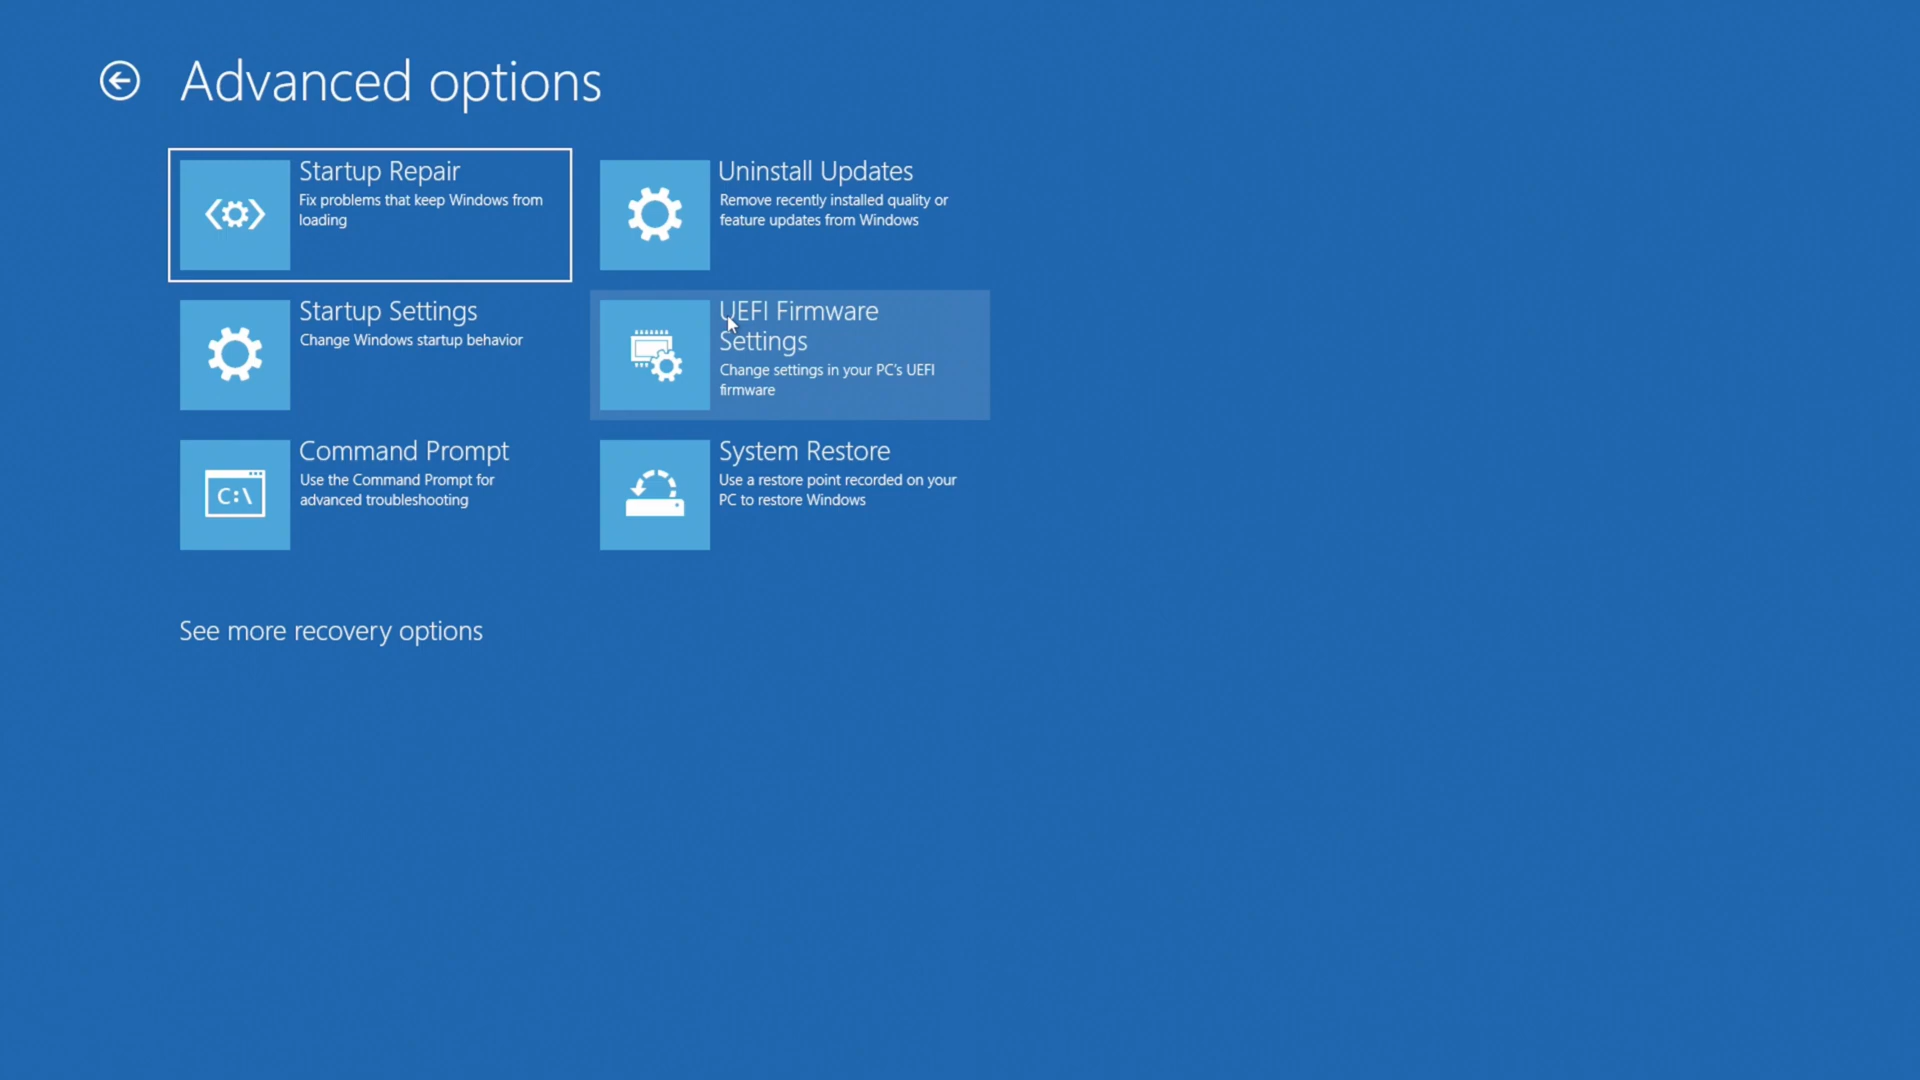 Advanced options
Startup Repair
Fix problems that keep Windows from
loading
Uninstall Updates
Remove recently installed quality or
feature updates from Windows
Startup Settings
Change Windows startup behavior
UEFI Firmware
Settings
Change settings in your PC's UEFI
firmware
Command Prompt
Use the Command Prompt for
advanced troubleshooting
C:\
System Restore
Use a restore point recorded on your
PC to restore Windows
See more recovery options